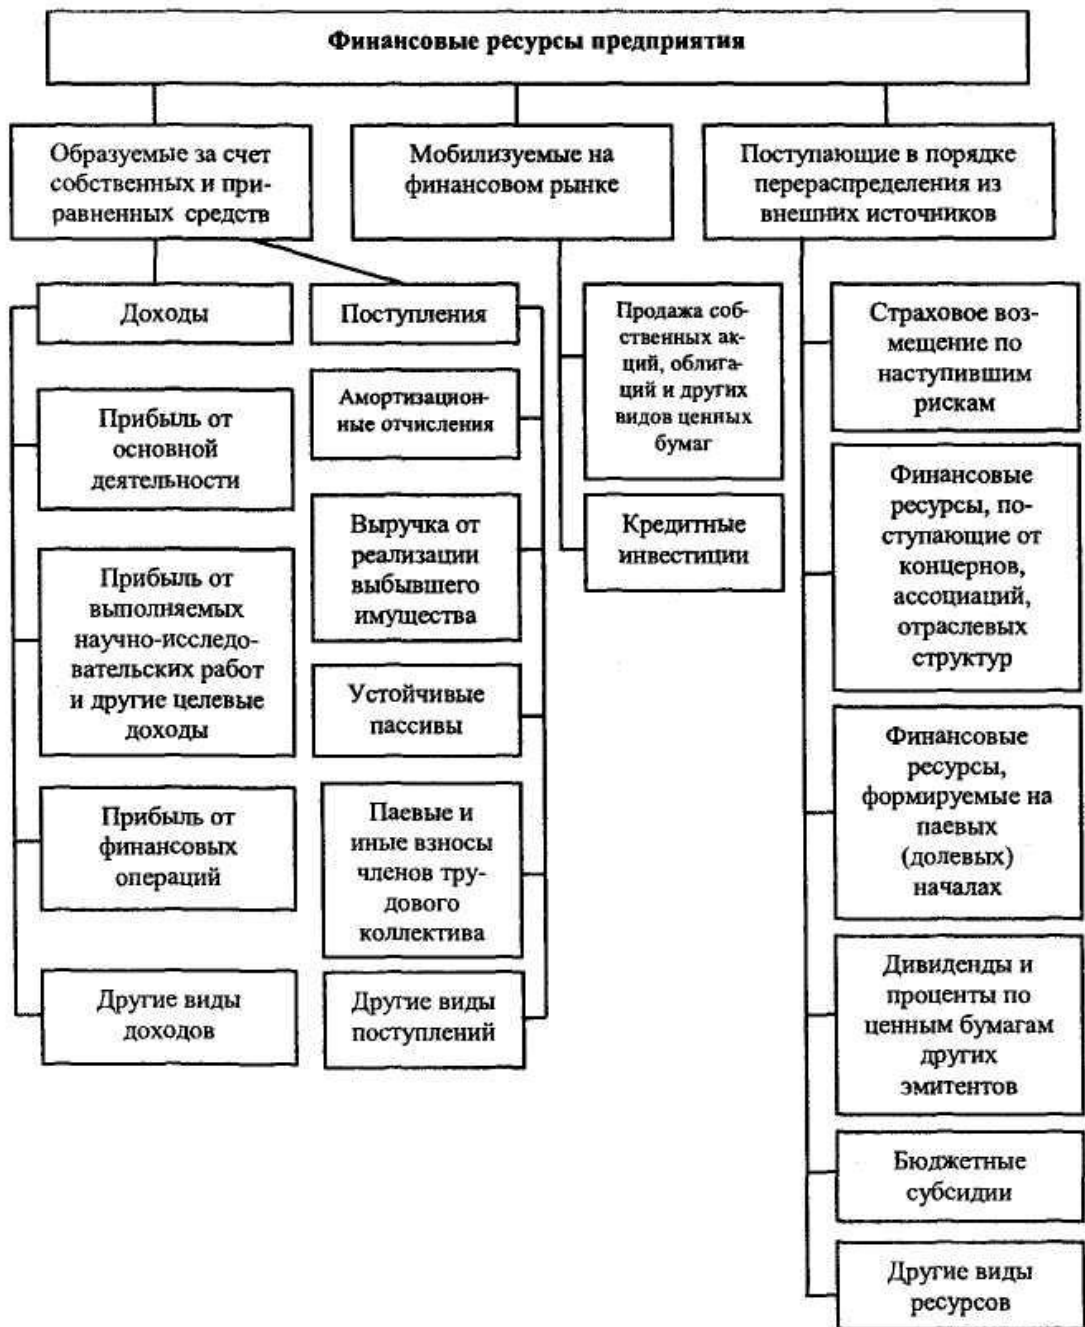 Финансовые ресурсы предприятия
Образуемые за счет
собственных и при-
равненных средств
Мобилизуемые на
финансовом рынке
Поступающие в порядке
перераспределения из
внешних источников
Доходы
Прибыль от
основной
деятельности
Прибыль от
выполняемых
научно-исследо-
вательских работ
и другие целевые
доходы
Прибыль от
финансовых
операций
Другие виды
доходов
Поступления
Амортизацион-
ные отчисления
Выручка от
реализации
выбывшего
имущества
Устойчивые
пассивы
Паевые и
иные взносы
членов тру-
дового
коллектива
Другие виды
поступлений
Продажа соб-
ственных ак-
ций, облига-
ций и других
видов ценных
бумаг
Кредитные
инвестиции
Страховое воз-
мещение по
наступившим
рискам
Финансовые
ресурсы, по-
ступающие от
концернов,
ассоциаций,
отраслевых
структур
Финансовые
ресурсы,
формируемые на
паевых
(долевых)
началах
Дивиденды и
проценты по
ценным бумагам
других
эмитентов
Бюджетные
субсидии
Другие виды
ресурсов